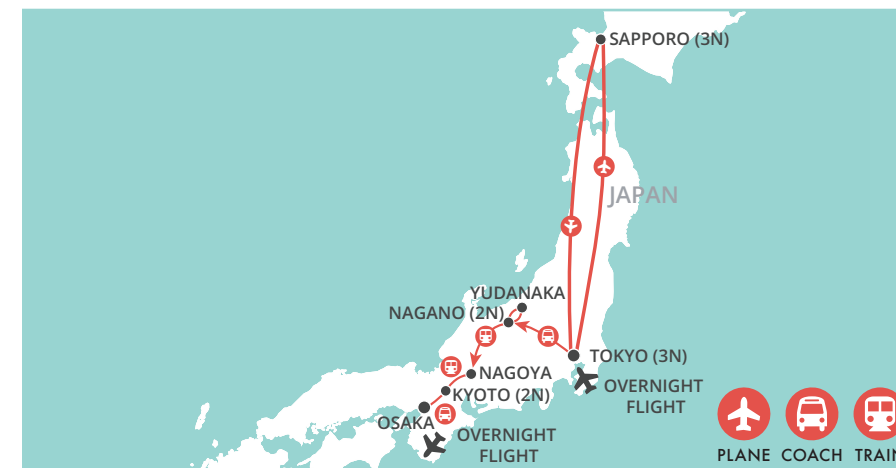 SAPPORO (3N)
JAPAN
YUDANAKA
NAGANO (2N)
TOKYO (3N)
OVERNIGHT
FLIGHT
NAGOYA
KYOTO (2N)
OSAKA
OVERNIGHT
FLIGHT
PLANE COACH TRAIN